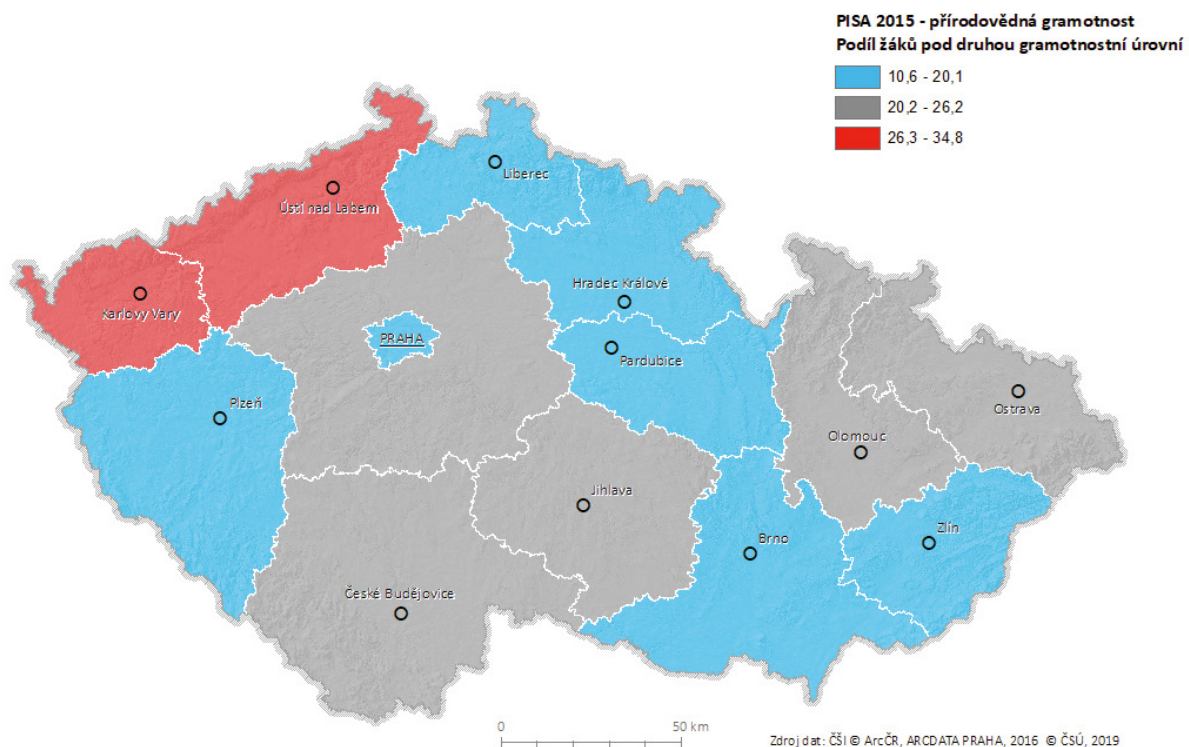 PISA 2015 - přírodovědná gramotnost
Podíl žáků pod druhou gramotnostní úrovní
10,6 - 20,1
20,2 - 26,2
26,3 - 34,8
Liberec
Ústí nad Labem
Hradec Králové
Karlovy Vary
PRAHA
Pardubice
Plzeň
Ostrava
Olomouc
Jihlava
Zlín
Brno
České Budějovice
0 50 km
Zdroj dat: ČŠI © ArcČR, ARCDATA PRAHA, 2016 © ČSÚ, 2019